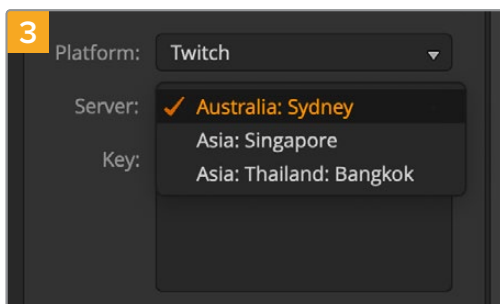 3
Platform: Twitch
Server: Australia: Sydney
Asia: Singapore
Key:
Asia: Thailand: Bangkok